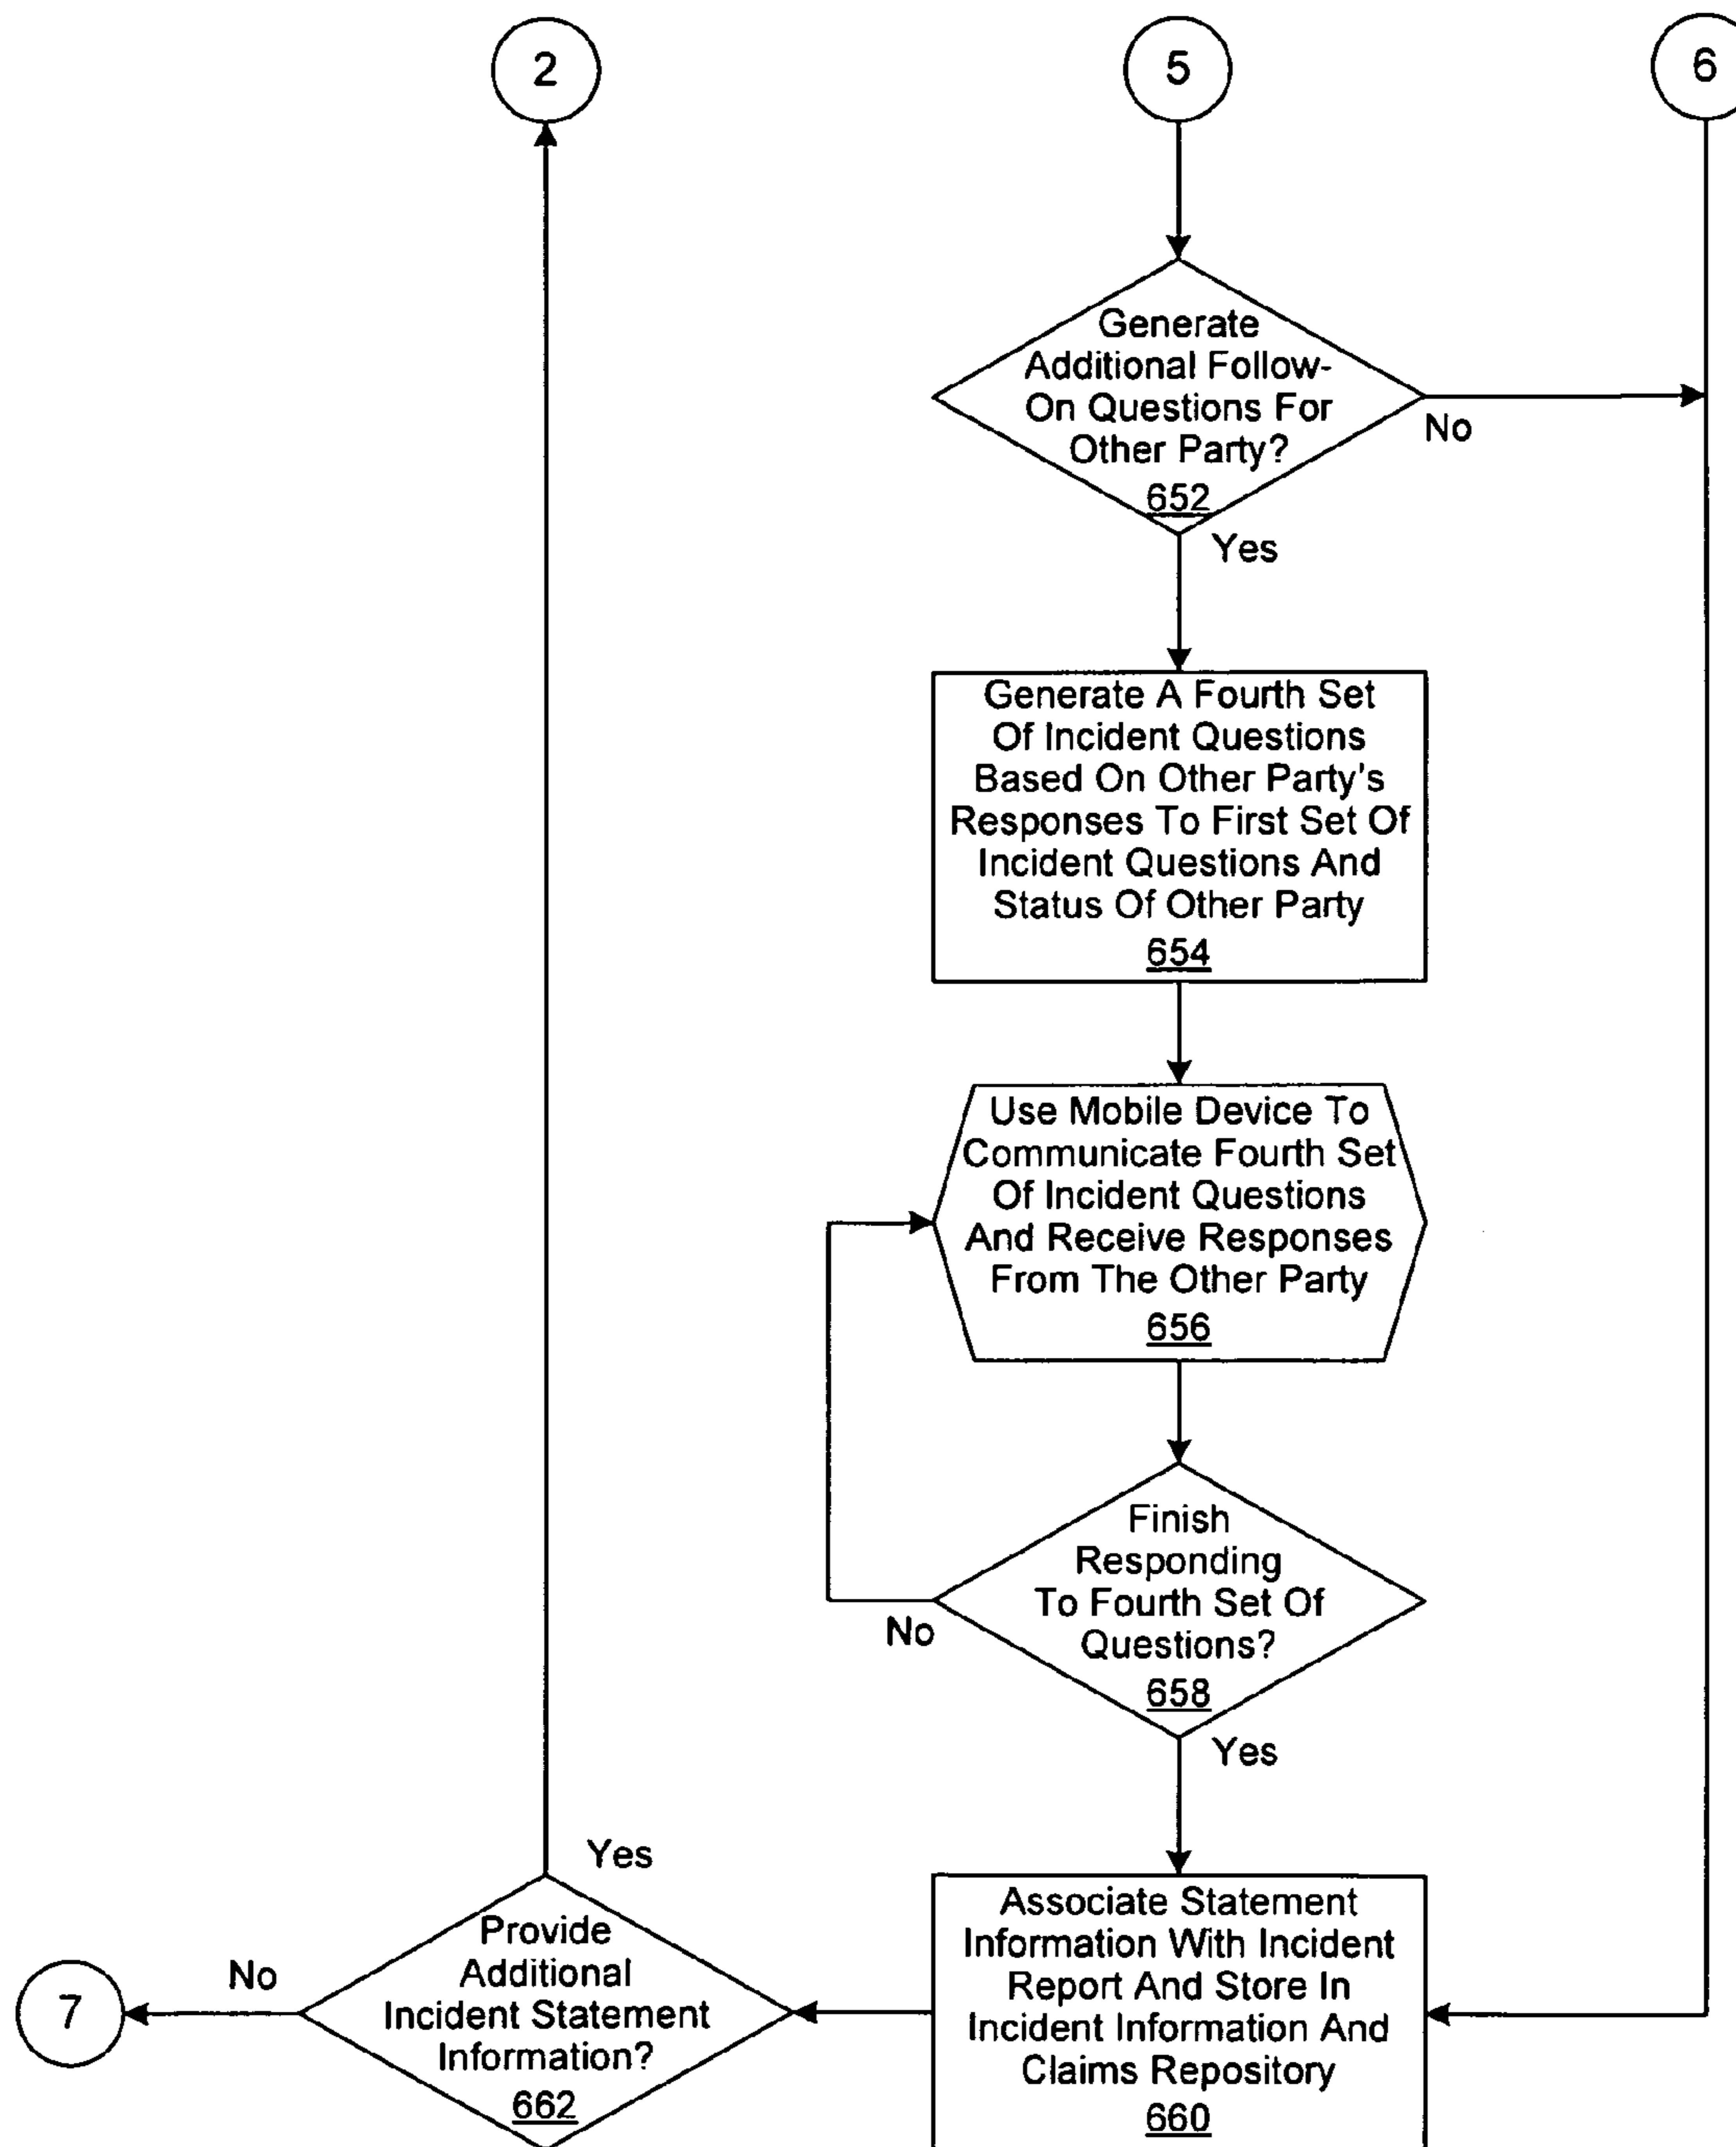 2
5
6
Generate
Additional Follow-
On Questions For
Other Party?
652
No
Yes
Generate A Fourth Set
Of Incident Questions
Based On Other Party's
Responses To First Set Of
Incident Questions And
Status Of Other Party
654
Use Mobile Device To
Communicate Fourth Set
Of Incident Questions
And Receive Responses
From The Other Party
656
Finish
Responding
To Fourth Set Of
Questions?
658
No
Yes
Associate Statement
Information With Incident
Report And Store In
Incident Information And
Claims Repository
660
Yes
Provide
Additional
Incident Statement
Information?
662
No
7